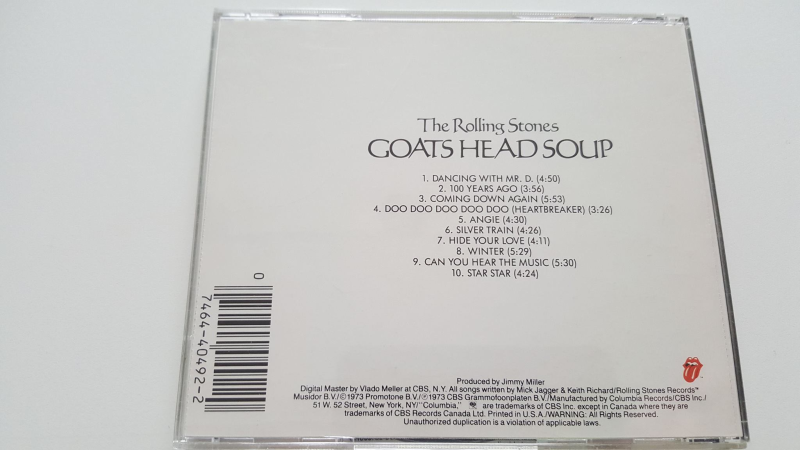 The Rolling Stones
GOATS HEAD SOUP
1. DANCING WITH MR. D. (4:50)
2. 100 YEARS AGO (3:56)
3. COMING DOWN AGAIN (5:53)
4. DOO DOO DOO DOO DOO (HEARTBREAKER) (3:26)
5. ANGIE (4:30)
6. SILVER TRAIN (4:26)
7. HIDE YOUR LOVE (4:11)
8. WINTER (5:29)
9. CAN YOU HEAR THE MUSIC (5:30)
10. STAR STAR (4:24)
0
7464-40492-2
Produced by Jimmy Miller
Digital Master by Vlado Meller at CBS, N.Y. All songs written by Mick Jagger & Keith Richard/Rolling Stones Records™
Musidor B.V./©1973 Promotone B.V./℗1973 CBS Grammofoonplaten B.V./Manufactured by Columbia Records/CBS Inc./
51 W. 52 Street, New York, NY/"Columbia," are trademarks of CBS Inc. except in Canada where they are
trademarks of CBS Records Canada Ltd. Printed in U.S.A./WARNING: All Rights Reserved.
Unauthorized duplication is a violation of applicable laws.